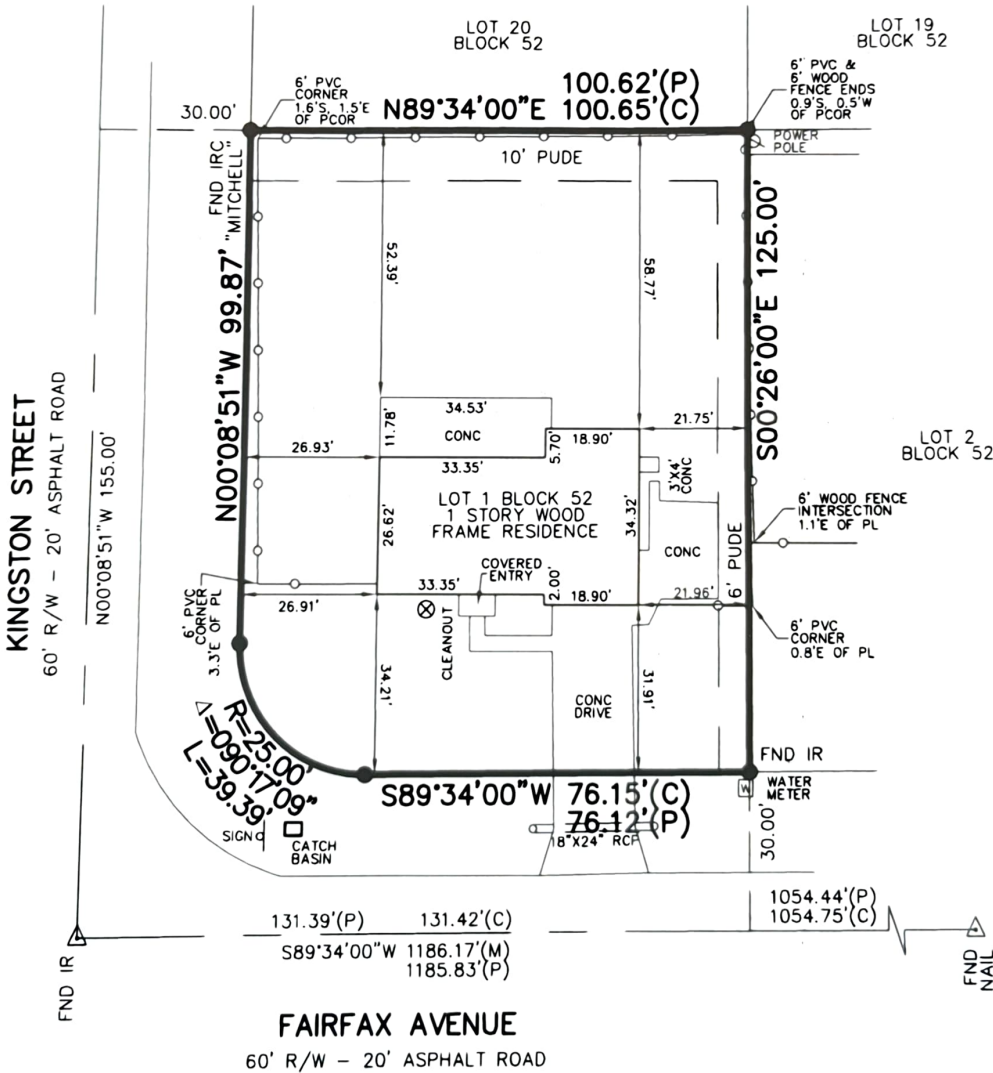 LOT 20
BLOCK 52
LOT 19
BLOCK 52
6' PVC
CORNER
1.6'S, 1.5'E
OF PCOR
30.00'
100.62'(P)
N89°34'00"E 100.65'(C)
6' PVC &
6' WOOD
FENCE ENDS
0.9'S, 0.5'W
OF PCOR
POWER
POLE
10' PUDE
FND IRC
"MITCHELL"
N00°08'51"W 99.87'
52.39'
58.77'
S00°26'00"E 125.00'
KINGSTON STREET
60' R/W - 20' ASPHALT ROAD
N00°08'51"W 155.00'
34.53'
11.78'
CONC
5.70'
18.90'
21.75'
26.93'
33.35'
3'X4'
CONC
LOT 2
BLOCK 52
LOT 1 BLOCK 52
1 STORY WOOD
FRAME RESIDENCE
26.62'
34.32'
6' WOOD FENCE
INTERSECTION
1.1'E OF PL
CONC
6' PUDE
COVERED
ENTRY
33.35'
2.00'
18.90'
21.96'
26.91'
6' PVC
CORNER
3.3'E OF PL
CLEANOUT
6' PVC
CORNER
0.8'E OF PL
34.21'
31.91'
CONC
DRIVE
R=25.00'
△=090°17'09"
L=39.39'
FND IR
S89°34'00"W 76.15'(C)
76.12'(P)
W
WATER
METER
SIGN
CATCH
BASIN
18"X24" RCP
30.00'
131.39'(P) 131.42'(C)
1054.44'(P)
1054.75'(C)
S89°34'00"W 1186.17'(M)
1185.83'(P)
FND IR
FND
NAIL
FAIRFAX AVENUE
60' R/W - 20' ASPHALT ROAD